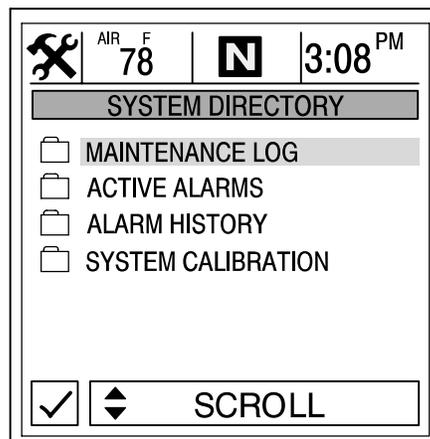 AIR F
78 N 3:08 PM
SYSTEM DIRECTORY
MAINTENANCE LOG
ACTIVE ALARMS
ALARM HISTORY
SYSTEM CALIBRATION
SCROLL